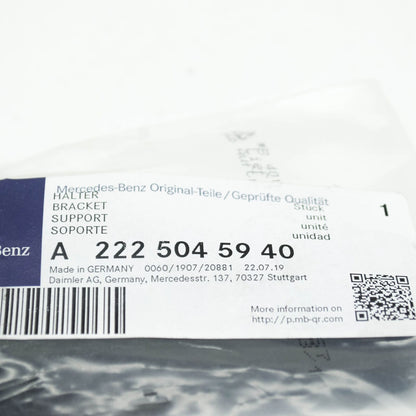 Mercedes-Benz Original-Teile/Geprüfte Qualität
HALTER
BRACKET Stück
SUPPORT unit
SOPORTE unité
unidad
1
Benz
A 222 504 59 40
Made in GERMANY 0060/1907/20881 22.07.19
Daimler AG, Germany, Mercedesstr. 137, 70327 Stuttgart
More information on
http://p.mb-qr.com